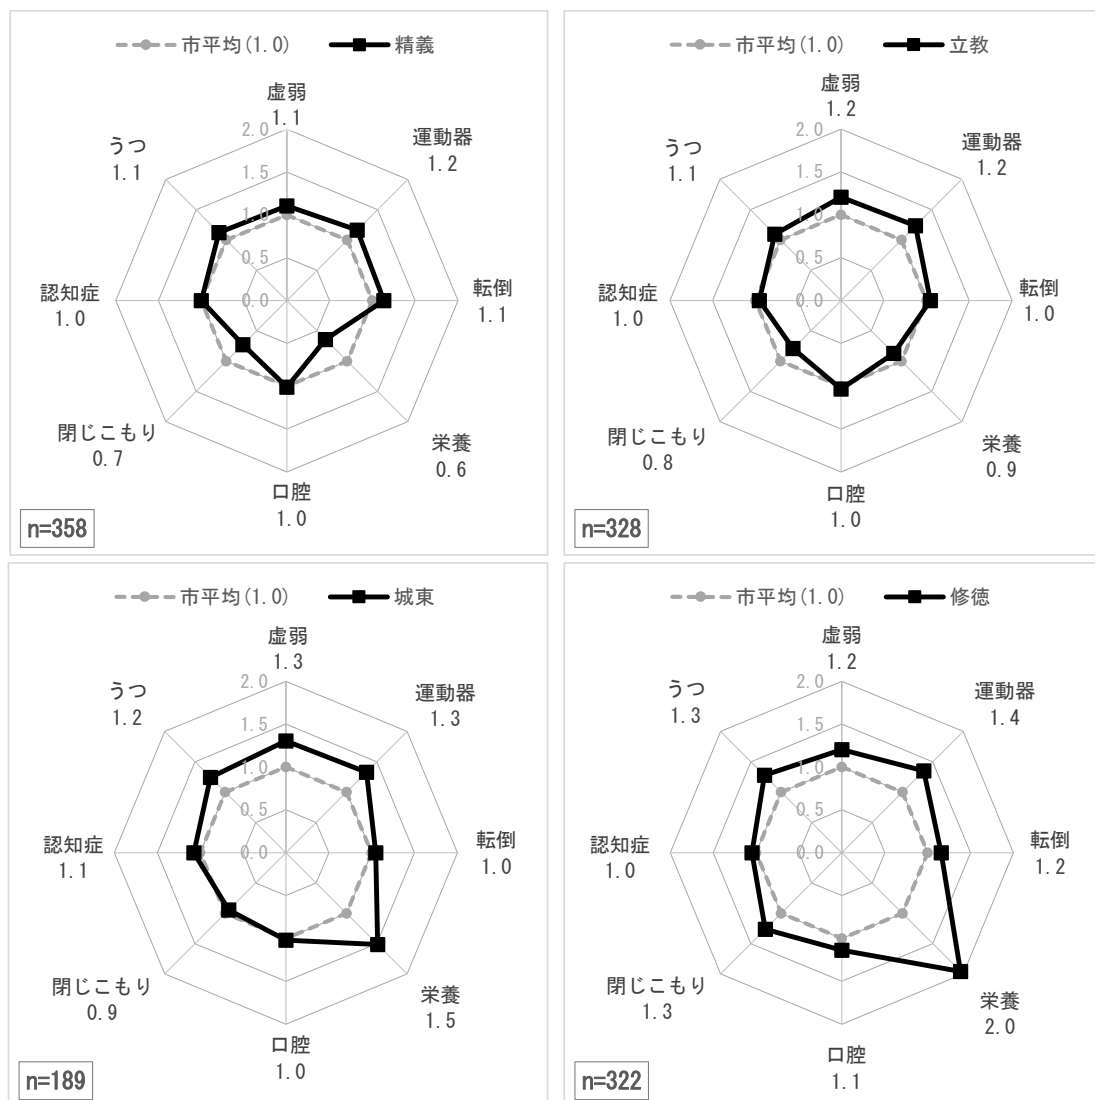 市平均(1.0) 精義
虚弱
1.1
運動器
1.2
転倒
1.1
栄養
0.6
口腔
1.0
閉じこもり
0.7
認知症
1.0
うつ
1.1
2.0
1.5
1.0
0.5
0.0
n=358
市平均(1.0) 立教
虚弱
1.2
運動器
1.2
転倒
1.0
栄養
0.9
口腔
1.0
閉じこもり
0.8
認知症
1.0
うつ
1.1
2.0
1.5
1.0
0.5
0.0
n=328
市平均(1.0) 城東
虚弱
1.3
運動器
1.3
転倒
1.0
栄養
1.5
口腔
1.0
閉じこもり
0.9
認知症
1.1
うつ
1.2
2.0
1.5
1.0
0.5
0.0
n=189
市平均(1.0) 修徳
虚弱
1.2
運動器
1.4
転倒
1.2
栄養
2.0
口腔
1.1
閉じこもり
1.3
認知症
1.0
うつ
1.3
2.0
1.5
1.0
0.5
0.0
n=322